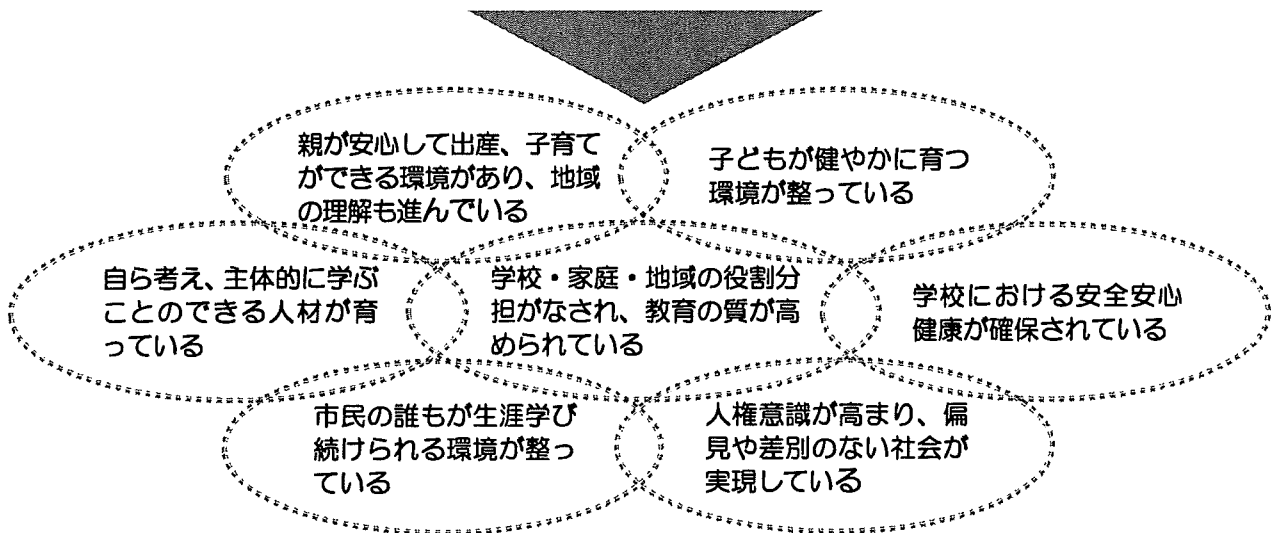 親が安心して出産、子育て
ができる環境があり、地域
の理解も進んでいる
子どもが健やかに育つ
環境が整っている
自ら考え、主体的に学ぶ
ことのできる人材が育
っている
学校・家庭・地域の役割分
担がなされ、教育の質が高
められている
学校における安全安心
健康が確保されている
市民の誰もが生涯学び
続けられる環境が整っ
ている
人権意識が高まり、偏
見や差別のない社会が
実現している